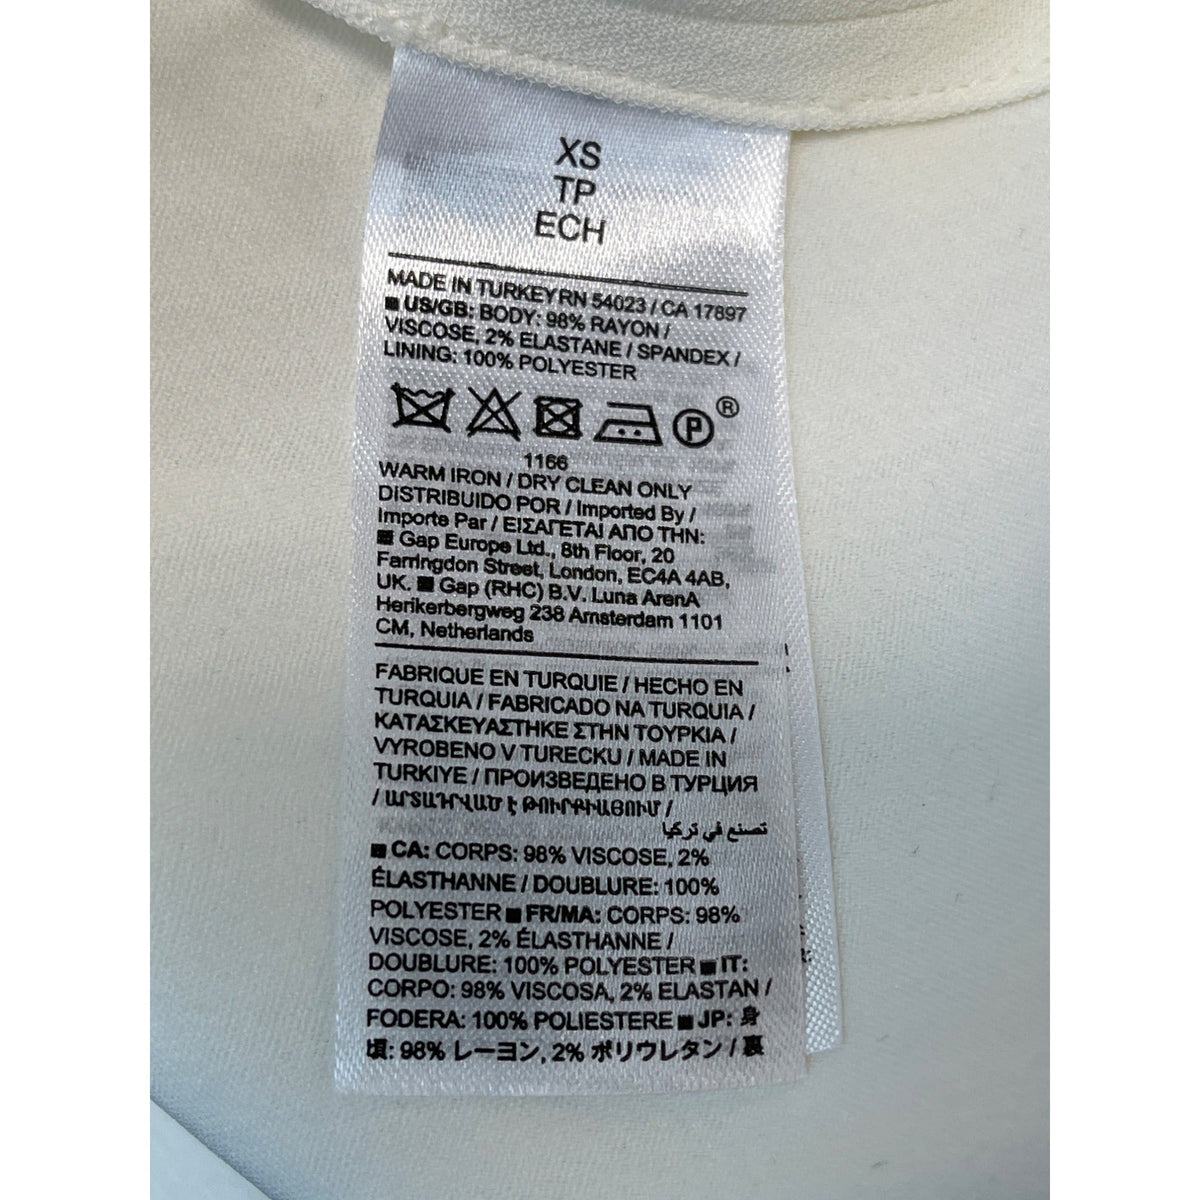 XS
TP
ECH
MADE IN TURKEY RN 54023 / CA 17897
■ US/GB: BODY: 98% RAYON /
VISCOSE, 2% ELASTANE / SPANDEX /
LINING: 100% POLYESTER
P ®
1166
WARM IRON / DRY CLEAN ONLY
DISTRIBUIDO POR / Imported By /
Importe Par / ΕΙΣΑΓΕΤΑΙ ΑΠΟ ΤΗΝ:
■ Gap Europe Ltd., 8th Floor, 20
Farringdon Street, London, EC4A 4AB,
UK. ■ Gap (RHC) B.V. Luna ArenA
Herikerbergweg 238 Amsterdam 1101
CM, Netherlands
FABRIQUE EN TURQUIE / HECHO EN
TURQUIA / FABRICADO NA TURQUIA /
ΚΑΤΑΣΚΕΥΑΣΤΗΚΕ ΣΤΗΝ ΤΟΥΡΚΙΑ /
VYROBENO V TURECKU / MADE IN
TURKIYE / ПРОИЗВЕДЕНО В ТУРЦИЯ
/ ԱՐՏԱԴՐՎԱԾ Է ԹՈՒՐՔԻԱՅՈՒՄ /
تصنع في تركيا
■ CA: CORPS: 98% VISCOSE, 2%
ÉLASTHANNE / DOUBLURE: 100%
POLYESTER ■ FR/MA: CORPS: 98%
VISCOSE, 2% ÉLASTHANNE /
DOUBLURE: 100% POLYESTER ■ IT:
CORPO: 98% VISCOSA, 2% ELASTAN /
FODERA: 100% POLIESTERE ■ JP: 身
頃: 98% レーヨン, 2% ポリウレタン / 裏